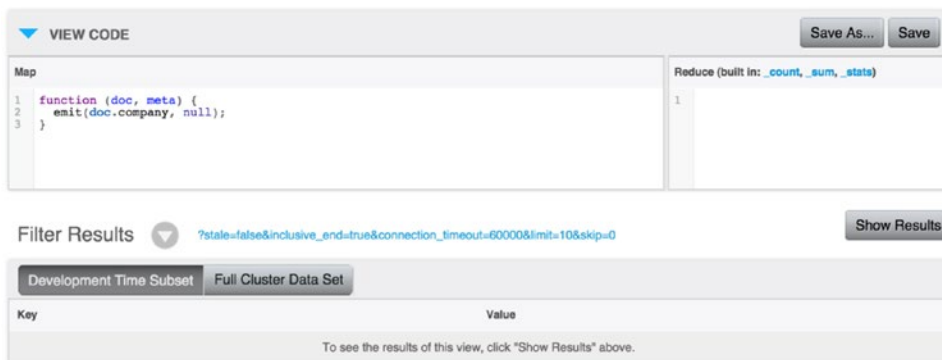 VIEW CODE
Save As... Save
Map
Reduce (built in: _count, _sum, _stats)
1 function (doc, meta) {
2 emit(doc.company, null);
3 }
1
Filter Results ?stale=false&inclusive_end=true&connection_timeout=60000&limit=10&skip=0
Show Results
Development Time Subset Full Cluster Data Set
Key Value
To see the results of this view, click "Show Results" above.